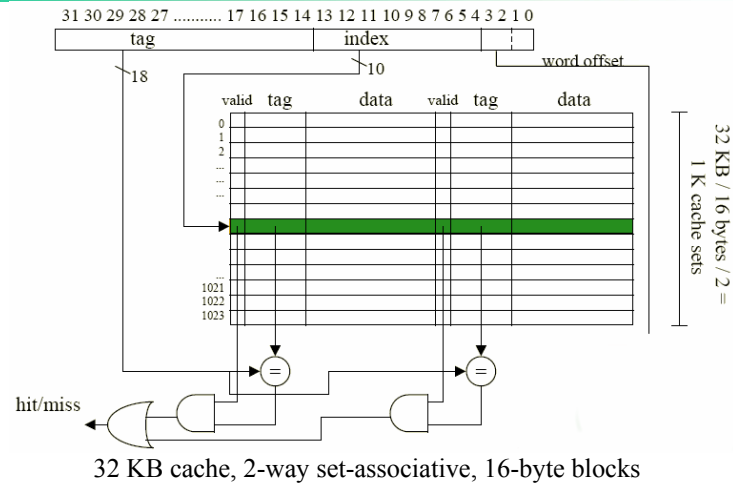 31 30 29 28 27 ........... 17 16 15 14 13 12 11 10 9 8 7 6 5 4 3 2 1 0
tag index
18 10 word offset
valid tag data valid tag data
0
1
2
...
...
...
...
1021
1022
1023
32 KB / 16 bytes / 2 =
1 K cache sets
= =
hit/miss
32 KB cache, 2-way set-associative, 16-byte blocks